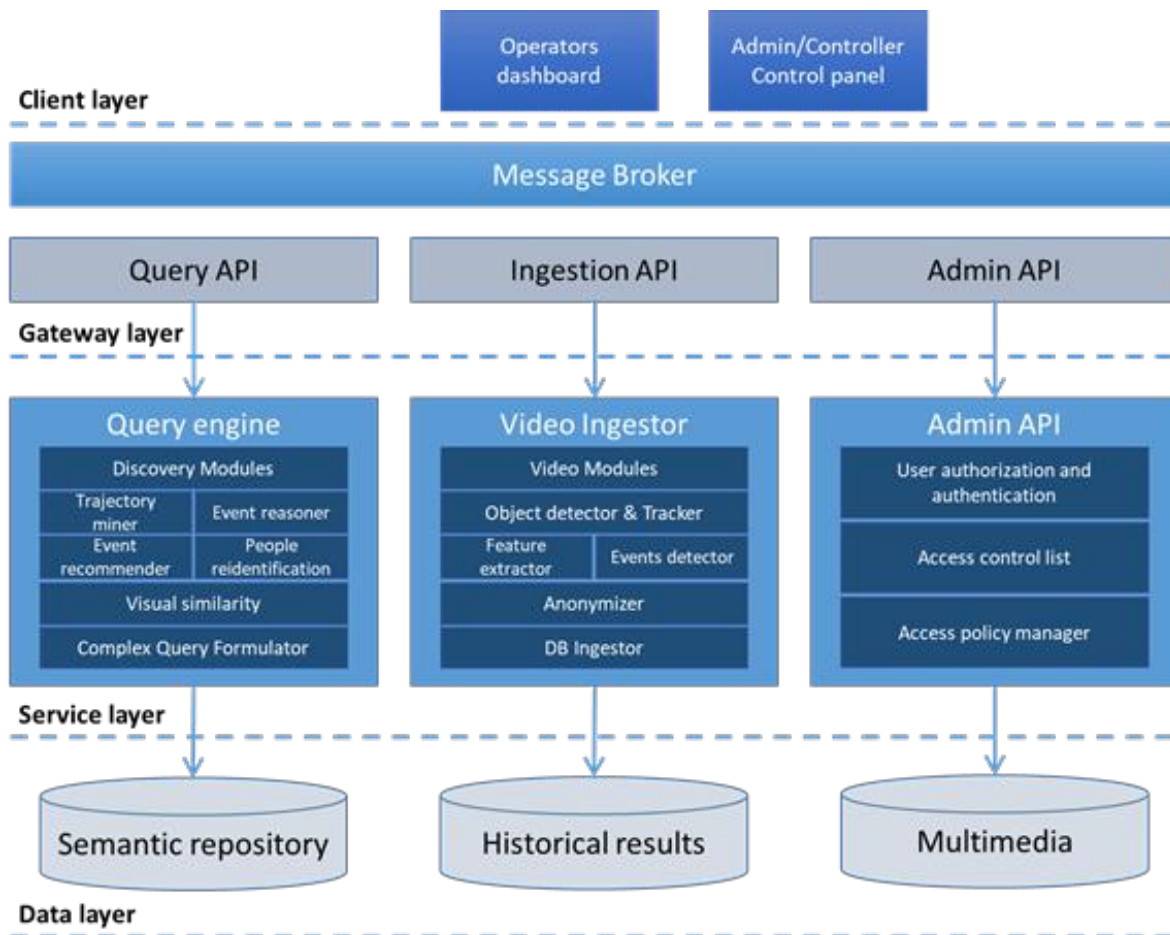 Operators
dashboard
Admin/Controller
Control panel
Client layer
Message Broker
Query API
Ingestion API
Admin API
Gateway layer
Query engine
Discovery Modules
Trajectory
miner
Event reasoner
Event
recommender
People
reidentification
Visual similarity
Complex Query Formulator
Video Ingestor
Video Modules
Object detector & Tracker
Feature
extractor
Events detector
Anonymizer
DB Ingestor
Admin API
User authorization and
authentication
Access control list
Access policy manager
Service layer
Semantic repository
Historical results
Multimedia
Data layer